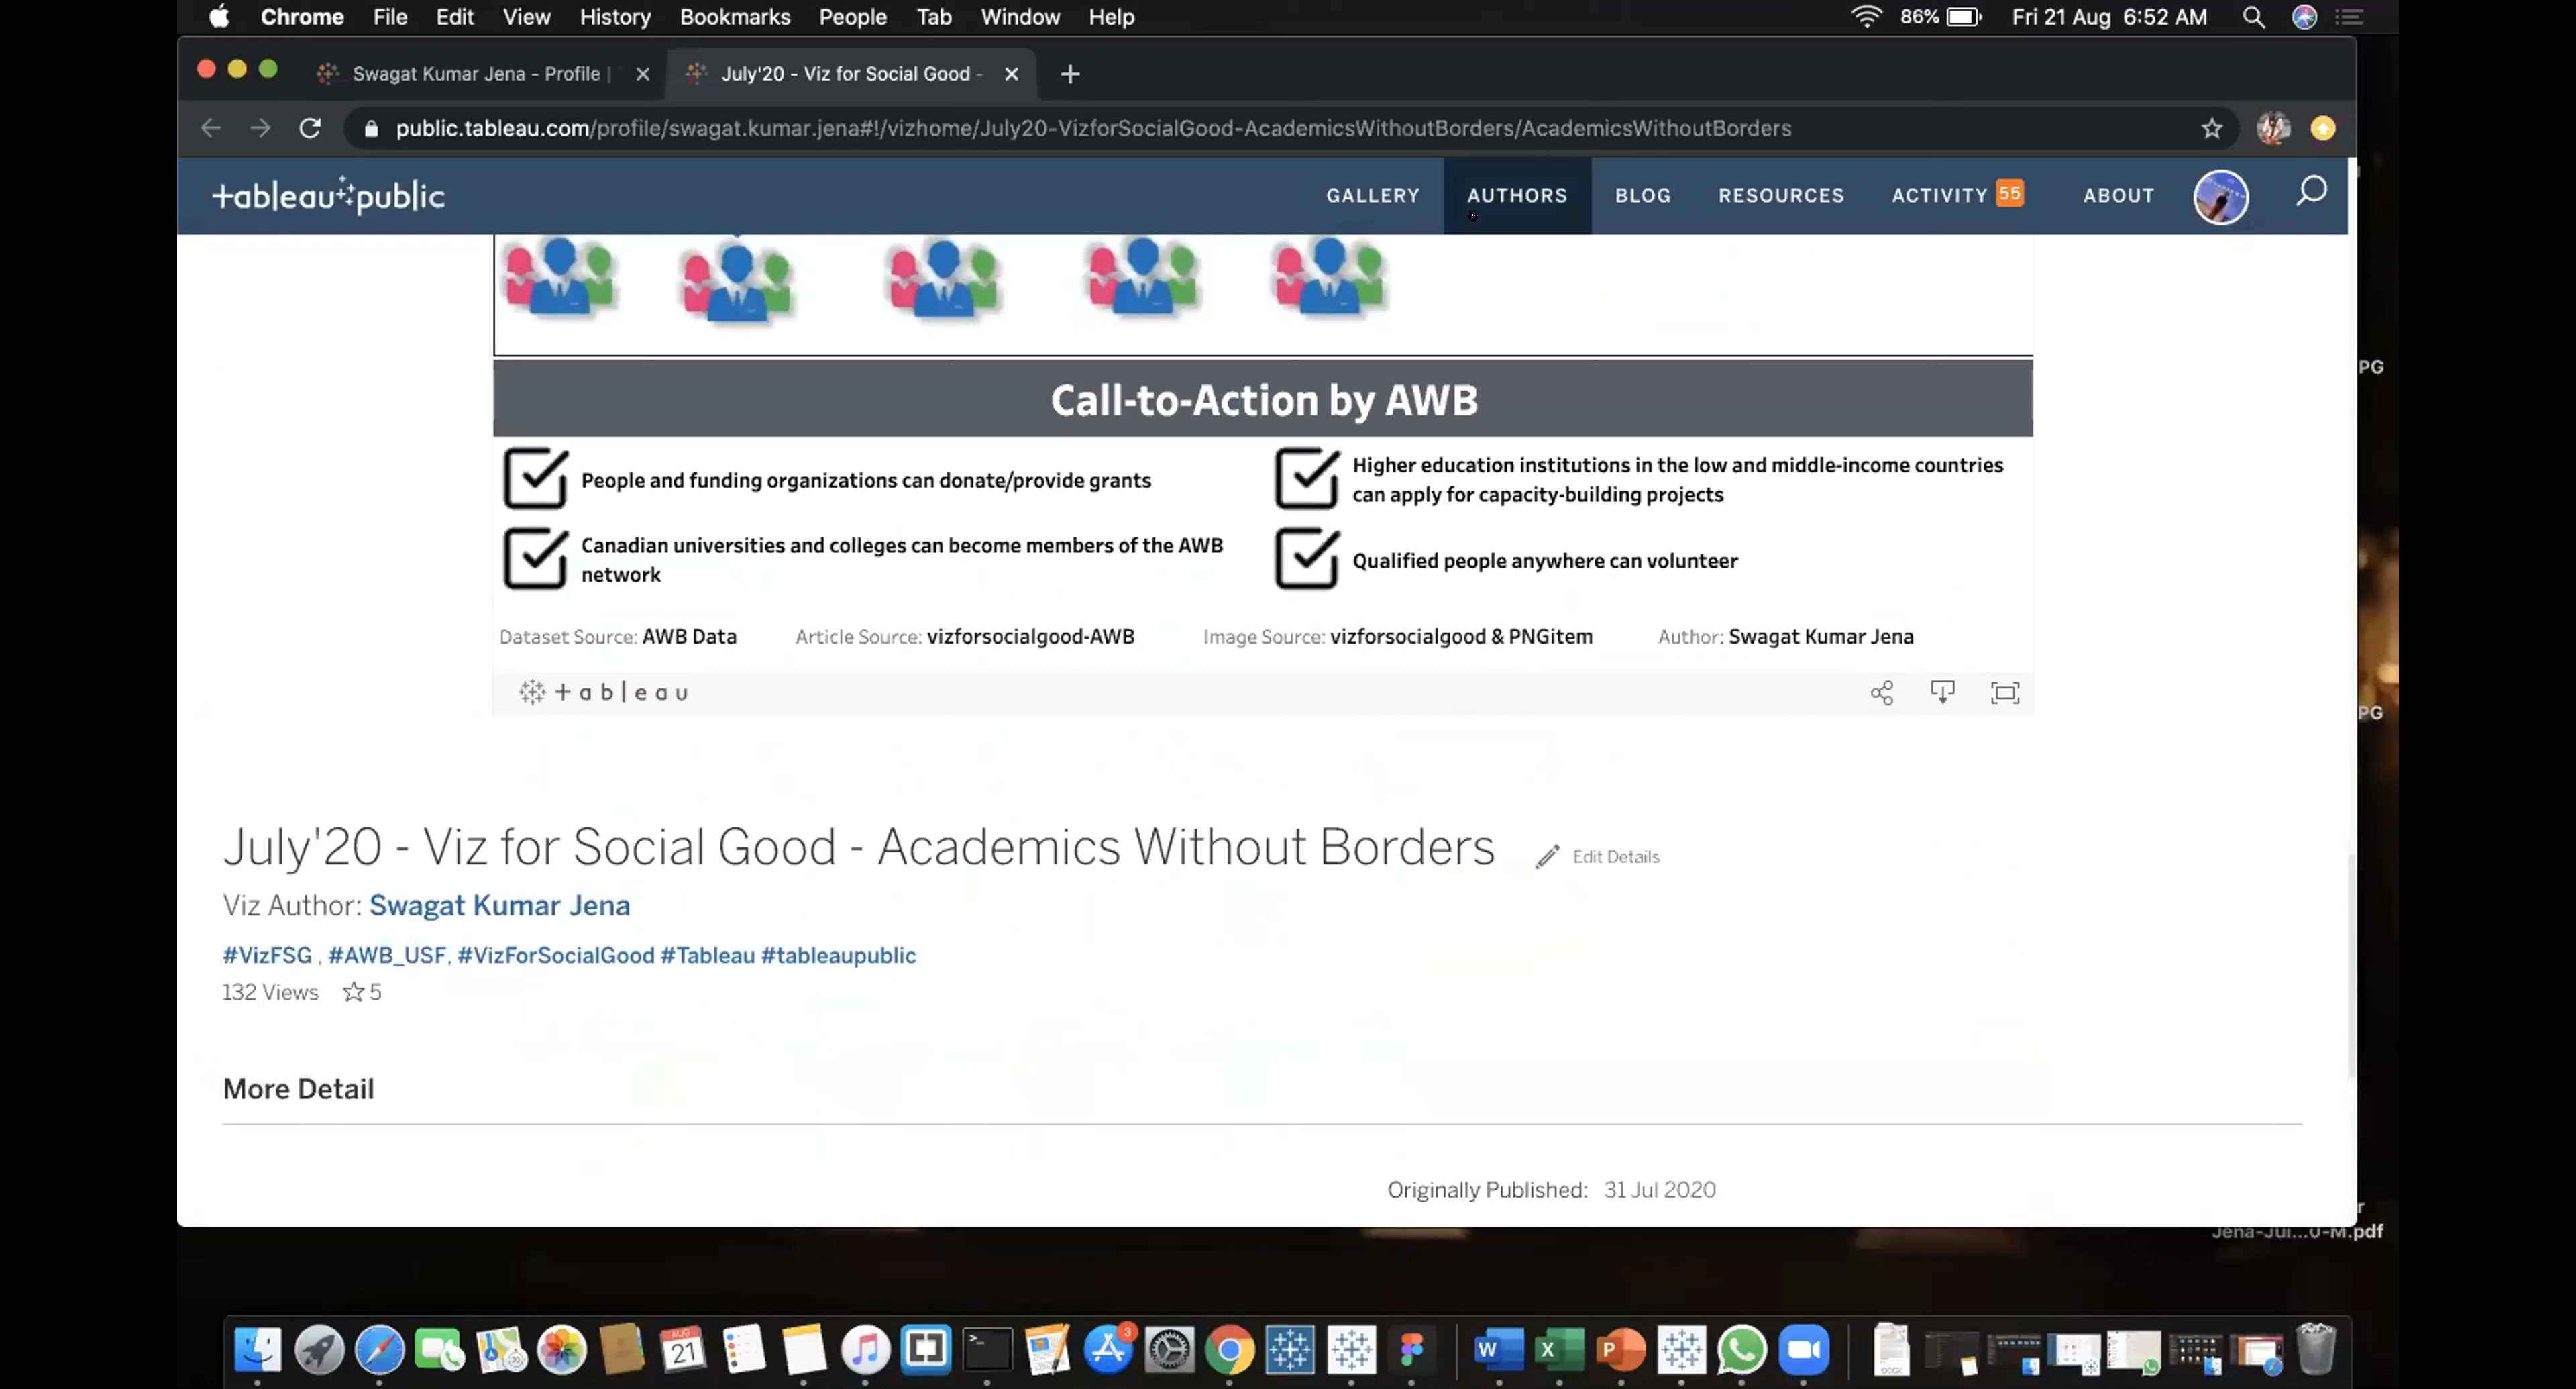 Chrome File Edit View History Bookmarks People Tab Window Help 86% Fri 21 Aug 6:52 AM
Swagat Kumar Jena - Profile | July'20 - Viz for Social Good -
public.tableau.com/profile/swagat.kumar.jena#!/vizhome/July20-VizforSocialGood-AcademicsWithoutBorders/AcademicsWithoutBorders
+ableau public GALLERY AUTHORS BLOG RESOURCES ACTIVITY 55 ABOUT
PG
Call-to-Action by AWB
People and funding organizations can donate/provide grants
Higher education institutions in the low and middle-income countries
can apply for capacity-building projects
Canadian universities and colleges can become members of the AWB
network
Qualified people anywhere can volunteer
Dataset Source: AWB Data Article Source: vizforsocialgood-AWB Image Source: vizforsocialgood & PNGitem Author: Swagat Kumar Jena
+ableau
PG
July'20 - Viz for Social Good - Academics Without Borders Edit Details
Viz Author: Swagat Kumar Jena
#VizFSG , #AWB_USF, #VizForSocialGood #Tableau #tableaupublic
132 Views 5
More Detail
Originally Published: 31 Jul 2020
AUG
21
3
W X P